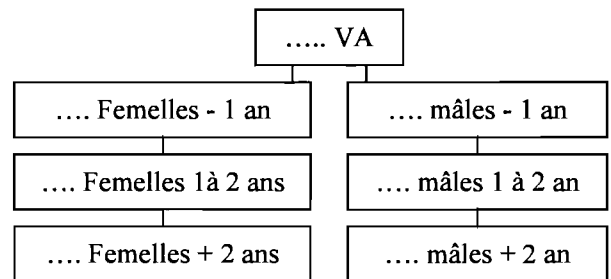 ..... VA
.... Femelles - 1 an
.... mâles - 1 an
.... Femelles 1à 2 ans
.... mâles 1 à 2 an
.... Femelles + 2 ans
.... mâles + 2 an